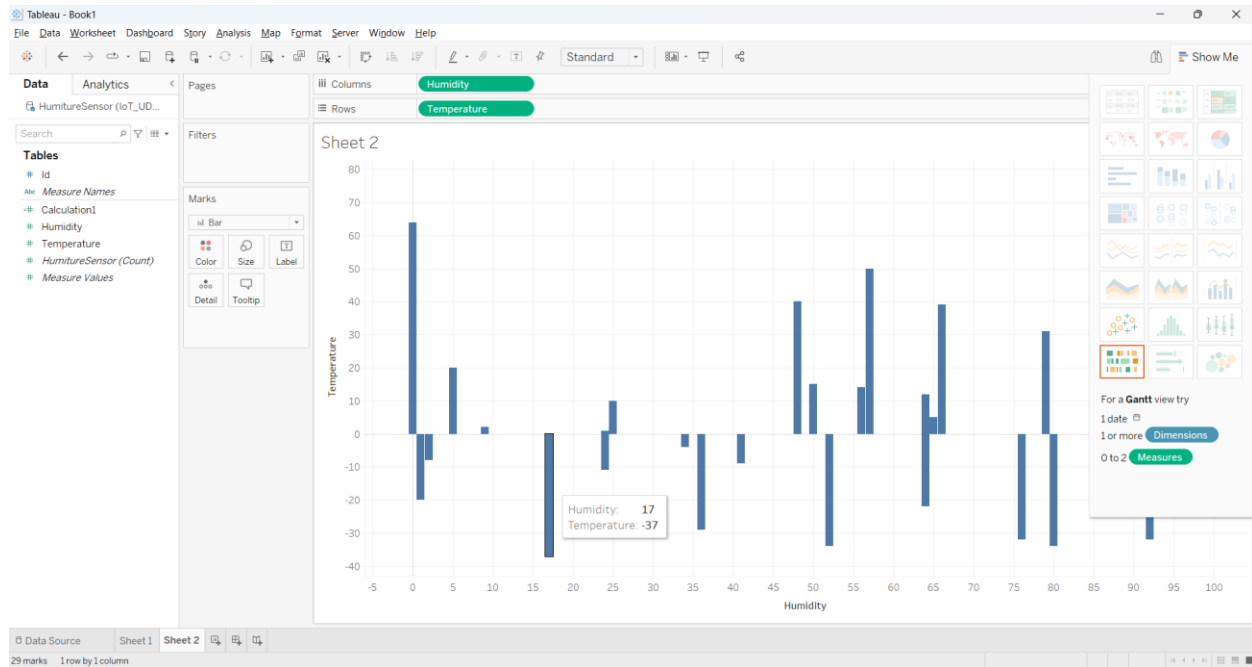 Tableau - Book1
File Data Worksheet Dashboard Story Analysis Map Format Server Window Help
Standard
Show Me
Data Analytics
HumitureSensor (IoT_UD...
Search
Tables
# Id
Abc Measure Names
=# Calculation1
# Humidity
# Temperature
# HumitureSensor (Count)
# Measure Values
Pages
Filters
Marks
Bar
Color Size Label
Detail Tooltip
Columns Humidity
Rows Temperature
Sheet 2
80
70
60
50
40
30
20
10
0
-10
-20
-30
-40
Temperature
Humidity: 17
Temperature: -37
-5 0 5 10 15 20 25 30 35 40 45 50 55 60 65 70 75 80 85 90 95 100
Humidity
For a Gantt view try
1 date
1 or more Dimensions
0 to 2 Measures
Data Source Sheet 1 Sheet 2
29 marks 1 row by 1 column